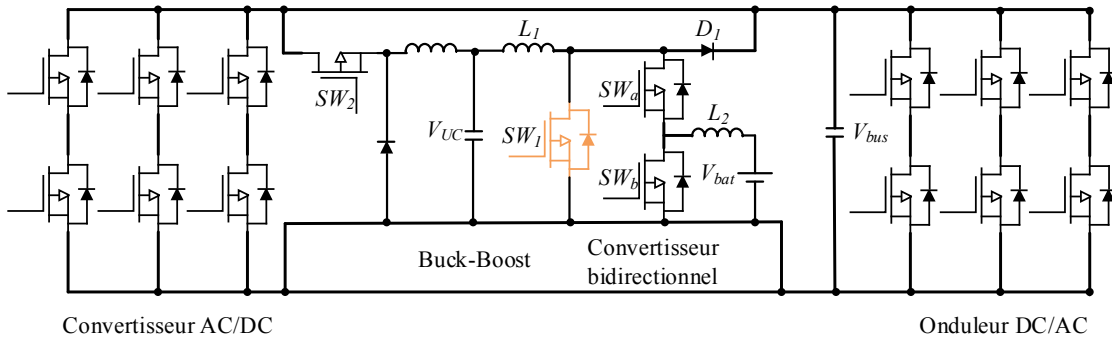 L1
D1
SWa
SW2
L2
VUC
SW1
Vbus
SWb
Vbat
Buck-Boost
Convertisseur
bidirectionnel
Convertisseur AC/DC
Onduleur DC/AC